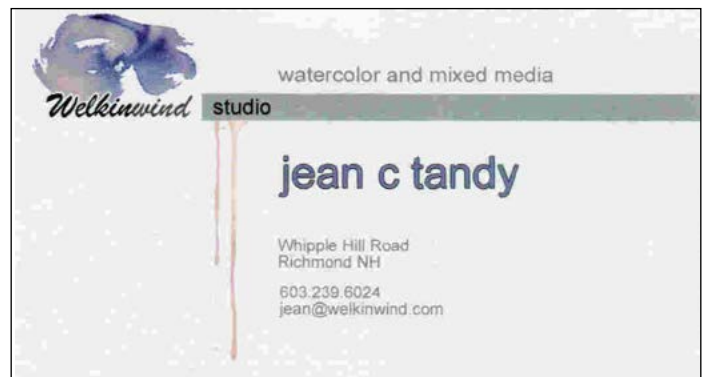 watercolor and mixed media
Welkinwind studio
jean c tandy
Whipple Hill Road
Richmond NH
603.239.6024
jean@welkinwind.com